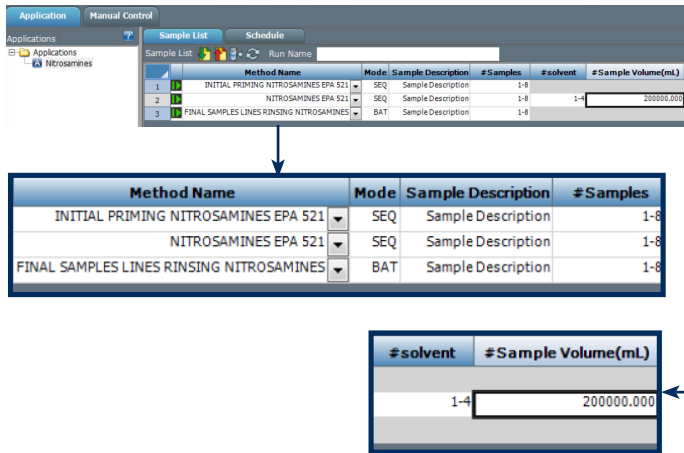 Application Manual Control
Applications ?
Applications
Nitrosamines
Sample List Schedule
Sample List Run Name
Method Name Mode Sample Description #Samples #solvent #Sample Volume(mL)
1 INITIAL PRIMING NITROSAMINES EPA 521 SEQ Sample Description 1-8
2 NITROSAMINES EPA 521 SEQ Sample Description 1-8 1-4 200000.000
3 FINAL SAMPLES LINES RINSING NITROSAMINES BAT Sample Description 1-8
Method Name Mode Sample Description #Samples
INITIAL PRIMING NITROSAMINES EPA 521 SEQ Sample Description 1-8
NITROSAMINES EPA 521 SEQ Sample Description 1-8
FINAL SAMPLES LINES RINSING NITROSAMINES BAT Sample Description 1-8
#solvent #Sample Volume(mL)
1-4 200000.000